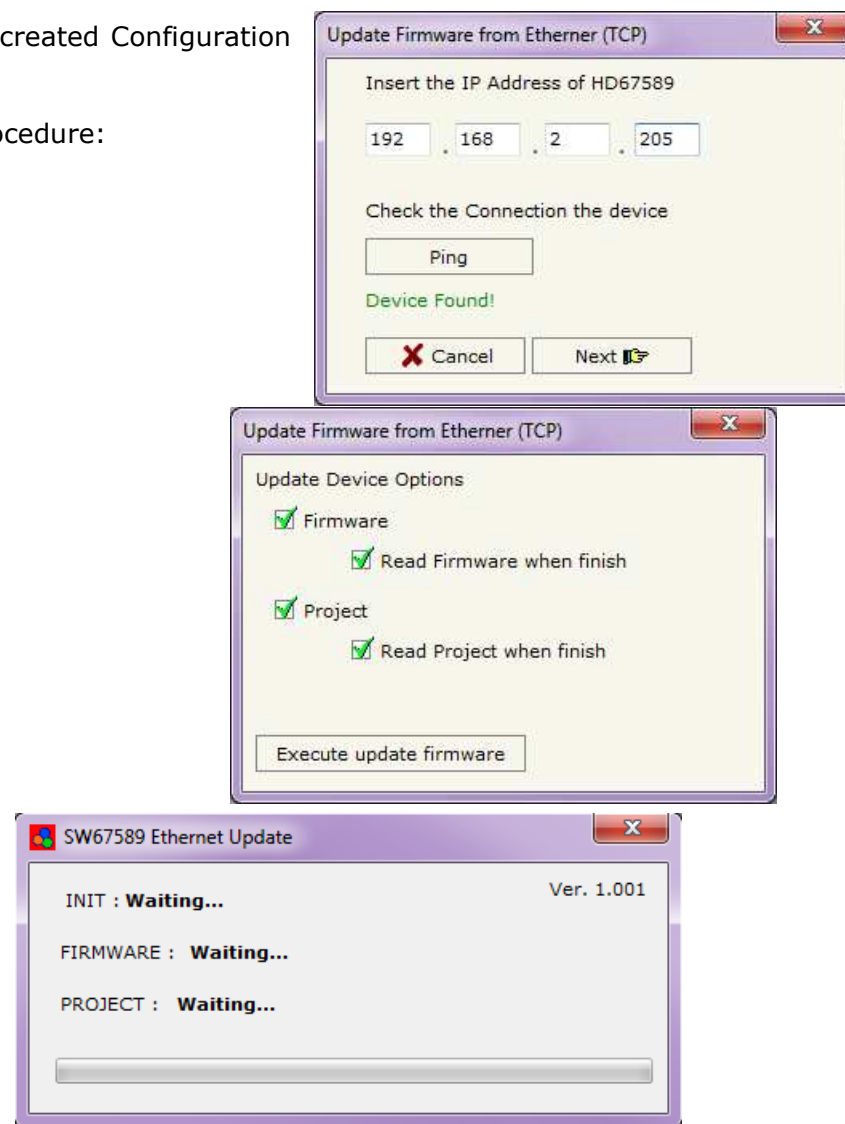 created Configuration
ocedure:
Update Firmware from Etherner (TCP)
x
Insert the IP Address of HD67589
192 . 168 . 2 . 205
Check the Connection the device
Ping
Device Found!
Cancel Next
Update Firmware from Etherner (TCP)
x
Update Device Options
Firmware
Read Firmware when finish
Project
Read Project when finish
Execute update firmware
SW67589 Ethernet Update
x
INIT : Waiting... Ver. 1.001
FIRMWARE : Waiting...
PROJECT : Waiting...